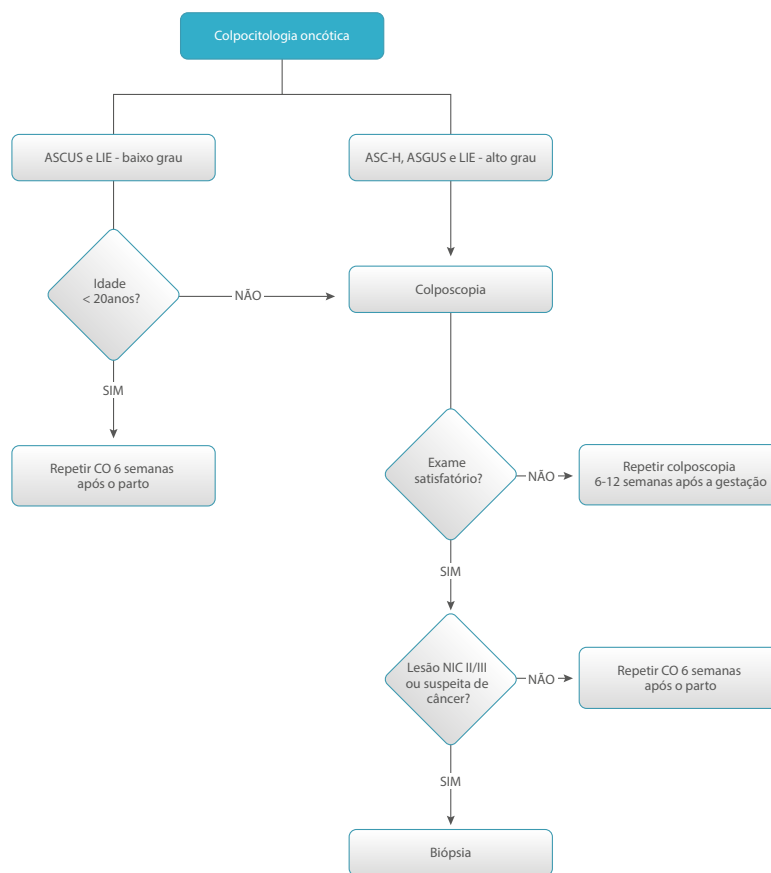 Colpocitologia oncótica
ASCUS e LIE - baixo grau
ASC-H, ASGUS e LIE - alto grau
Idade
< 20anos?
NÃO
Colposcopia
SIM
Repetir CO 6 semanas
após o parto
Exame
satisfatório?
NÃO
Repetir colposcopia
6-12 semanas após a gestação
SIM
Lesão NIC II/III
ou suspeita de
câncer?
NÃO
Repetir CO 6 semanas
após o parto
SIM
Biópsia